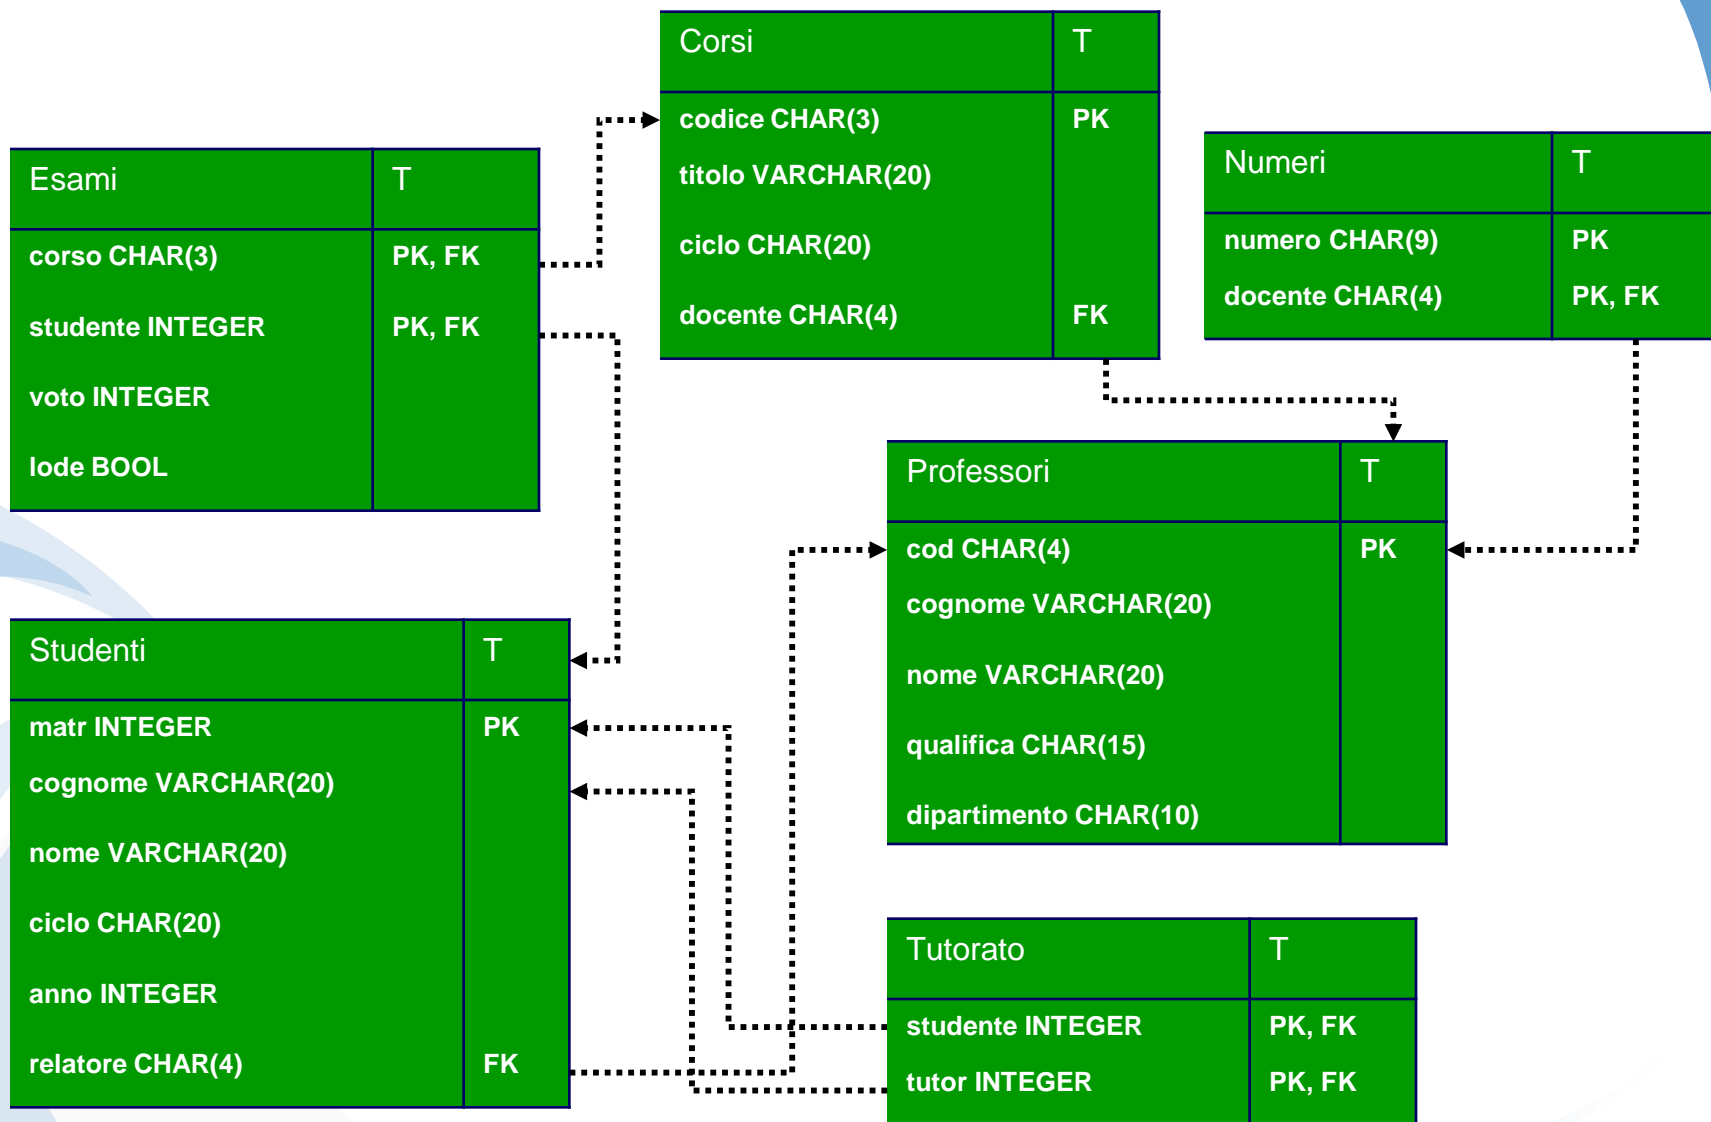 Corsi T
codice CHAR(3) PK
titolo VARCHAR(20)
ciclo CHAR(20)
docente CHAR(4) FK
Numeri T
numero CHAR(9) PK
docente CHAR(4) PK, FK
Esami T
corso CHAR(3) PK, FK
studente INTEGER PK, FK
voto INTEGER
lode BOOL
Professori T
cod CHAR(4) PK
cognome VARCHAR(20)
nome VARCHAR(20)
qualifica CHAR(15)
dipartimento CHAR(10)
Studenti T
matr INTEGER PK
cognome VARCHAR(20)
nome VARCHAR(20)
ciclo CHAR(20)
anno INTEGER
relatore CHAR(4) FK
Tutorato T
studente INTEGER PK, FK
tutor INTEGER PK, FK